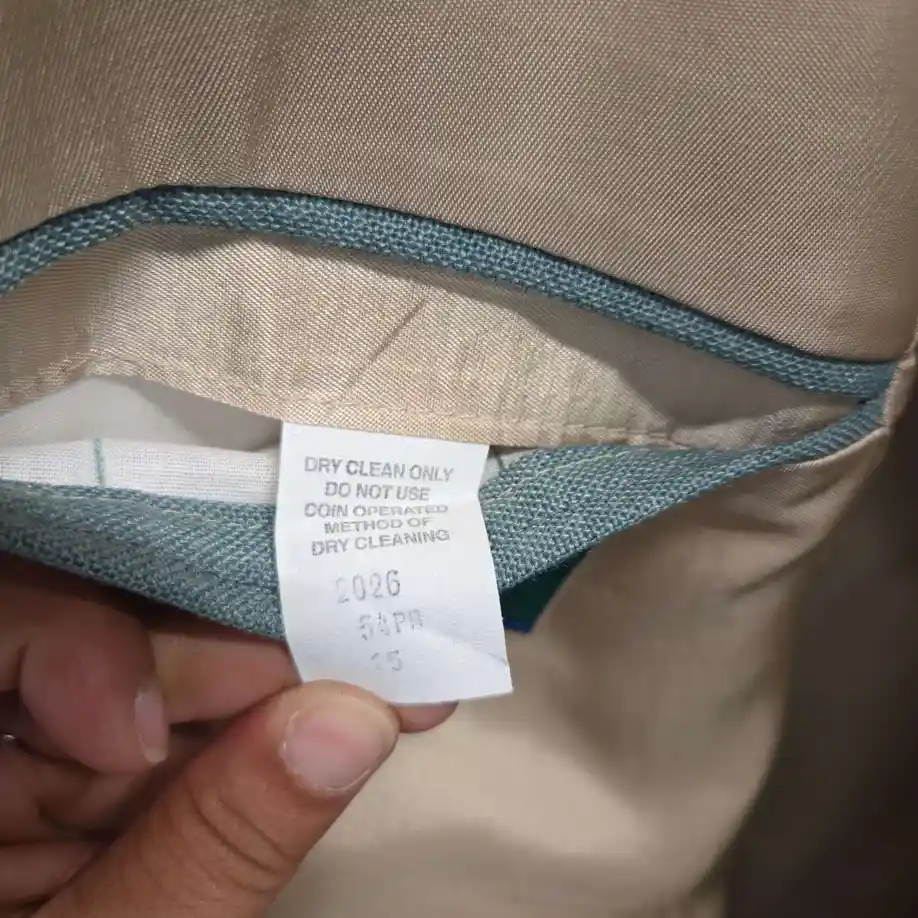 DRY CLEAN ONLY
DO NOT USE
COIN OPERATED
METHOD OF
DRY CLEANING
2026